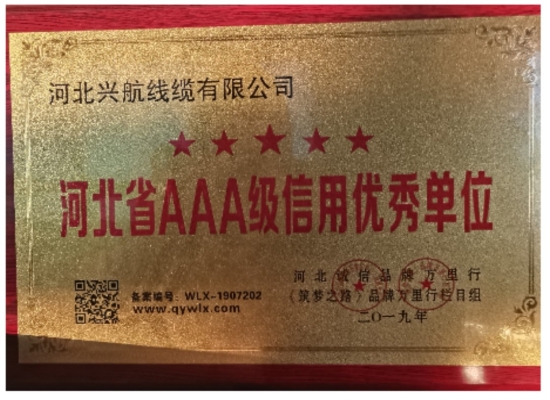 河北兴航线缆有限公司
河北省AAA级信用优秀单位
河北诚信品牌万里行
《筑梦之路》品牌万里行栏目组
二〇一九年
备案编号: WLX-1907202
www.qywlx.com